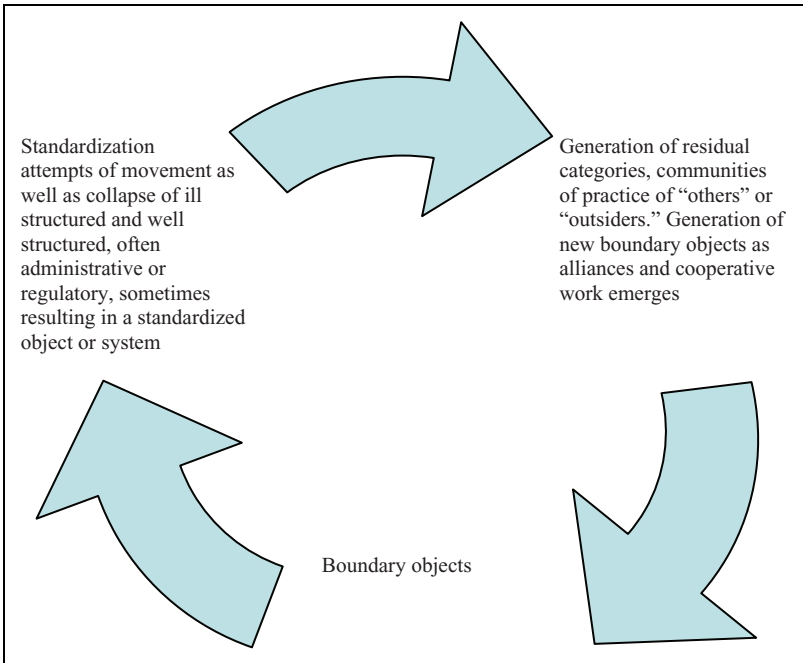 Standardization
attempts of movement as
well as collapse of ill
structured and well
structured, often
administrative or
regulatory, sometimes
resulting in a standardized
object or system
Generation of residual
categories, communities
of practice of “others” or
“outsiders.” Generation of
new boundary objects as
alliances and cooperative
work emerges
Boundary objects